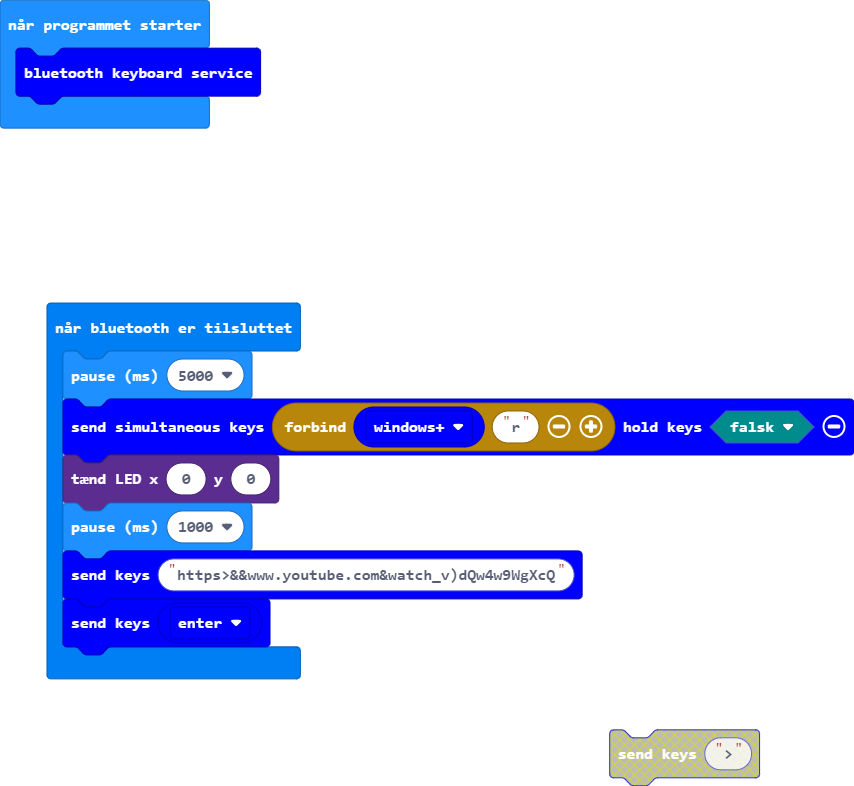 når programmet starter
bluetooth keyboard service
når bluetooth er tilsluttet
pause (ms) 5000
send simultaneous keys forbind windows+ "r" hold keys falsk
tænd LED x 0 y 0
pause (ms) 1000
send keys "https>&&www.youtube.com&watch_v)dQw4w9WgXcQ"
send keys enter
send keys ">"